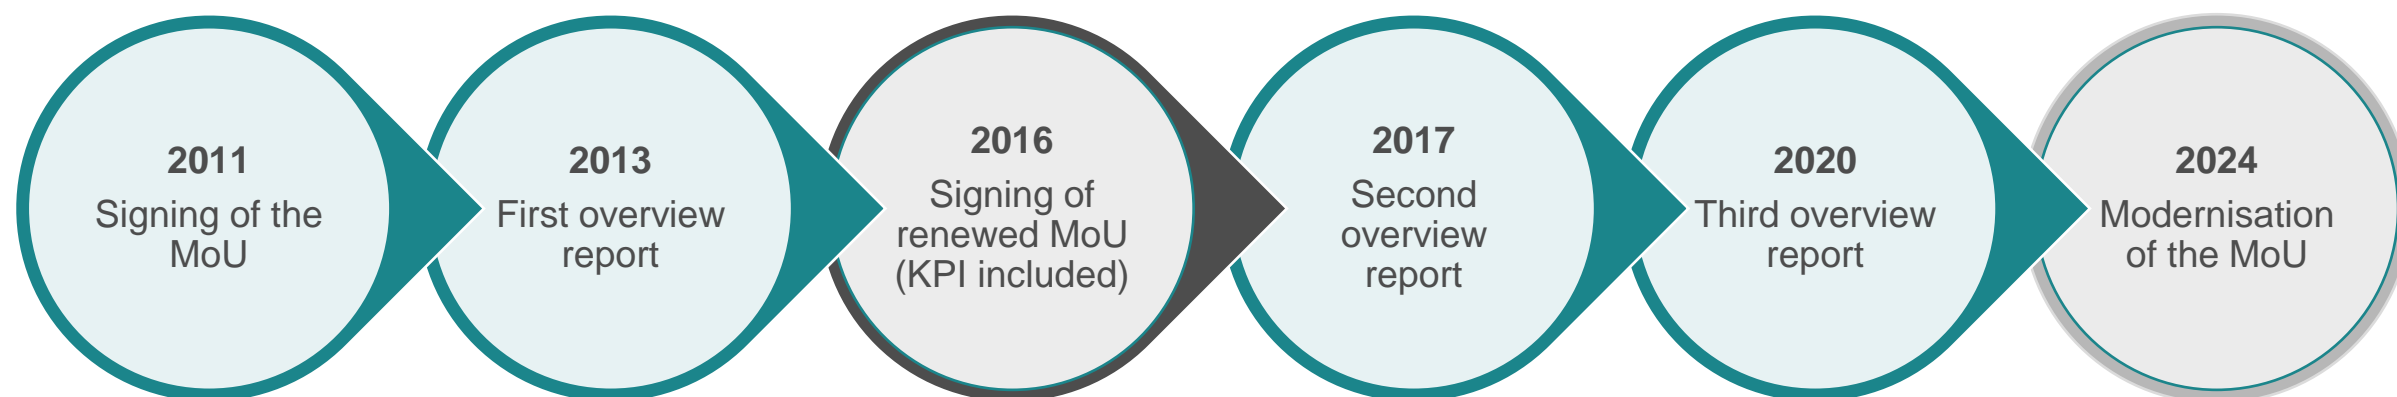 2011
Signing of the
MoU
2013
First overview
report
2016
Signing of
renewed MoU
(KPI included)
2017
Second
overview
report
2020
Third overview
report
2024
Modernisation
of the MoU